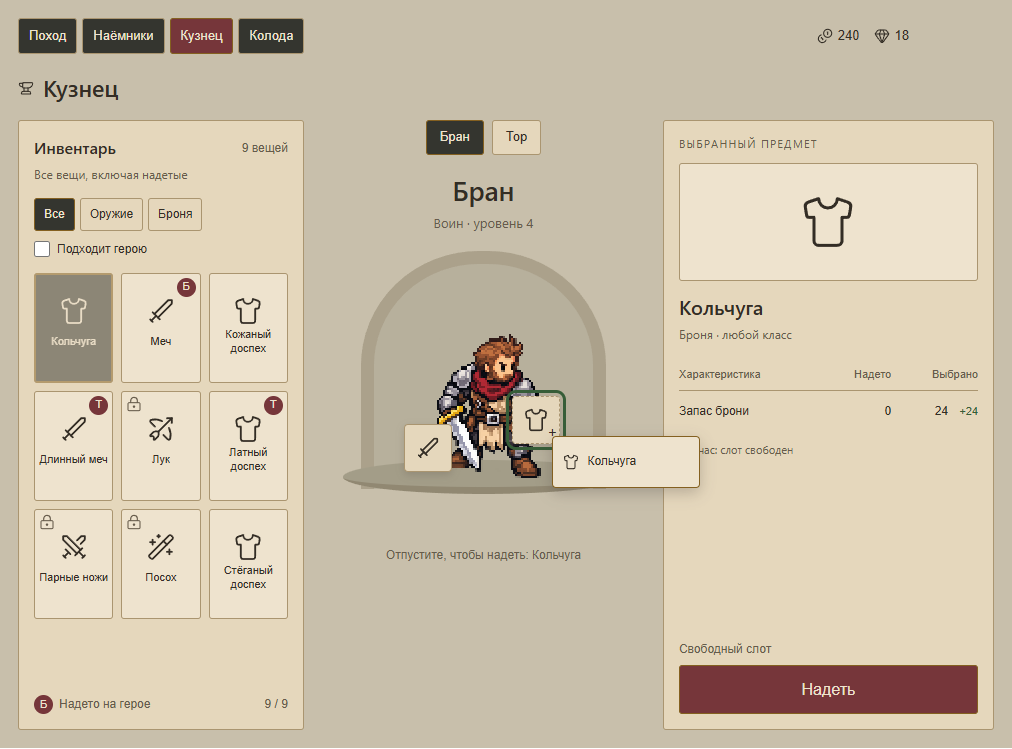 Поход Наёмники Кузнец Колода 240 18
Кузнец
Инвентарь 9 вещей
Все вещи, включая надетые
Все Оружие Броня
Подходит герою
Кольчуга
Б
Меч
Кожаный
доспех
Т
Длинный меч
Лук
Т
Латный
доспех
Парные ножи
Посох
Стёганый
доспех
Б Надето на герое 9 / 9
Бран Тор
Бран
Воин · уровень 4
+
Кольчуга
Отпустите, чтобы надеть: Кольчуга
ВЫБРАННЫЙ ПРЕДМЕТ
Кольчуга
Броня · любой класс
Характеристика Надето Выбрано
Запас брони 0 24 +24
слот свободен
Свободный слот
Надеть